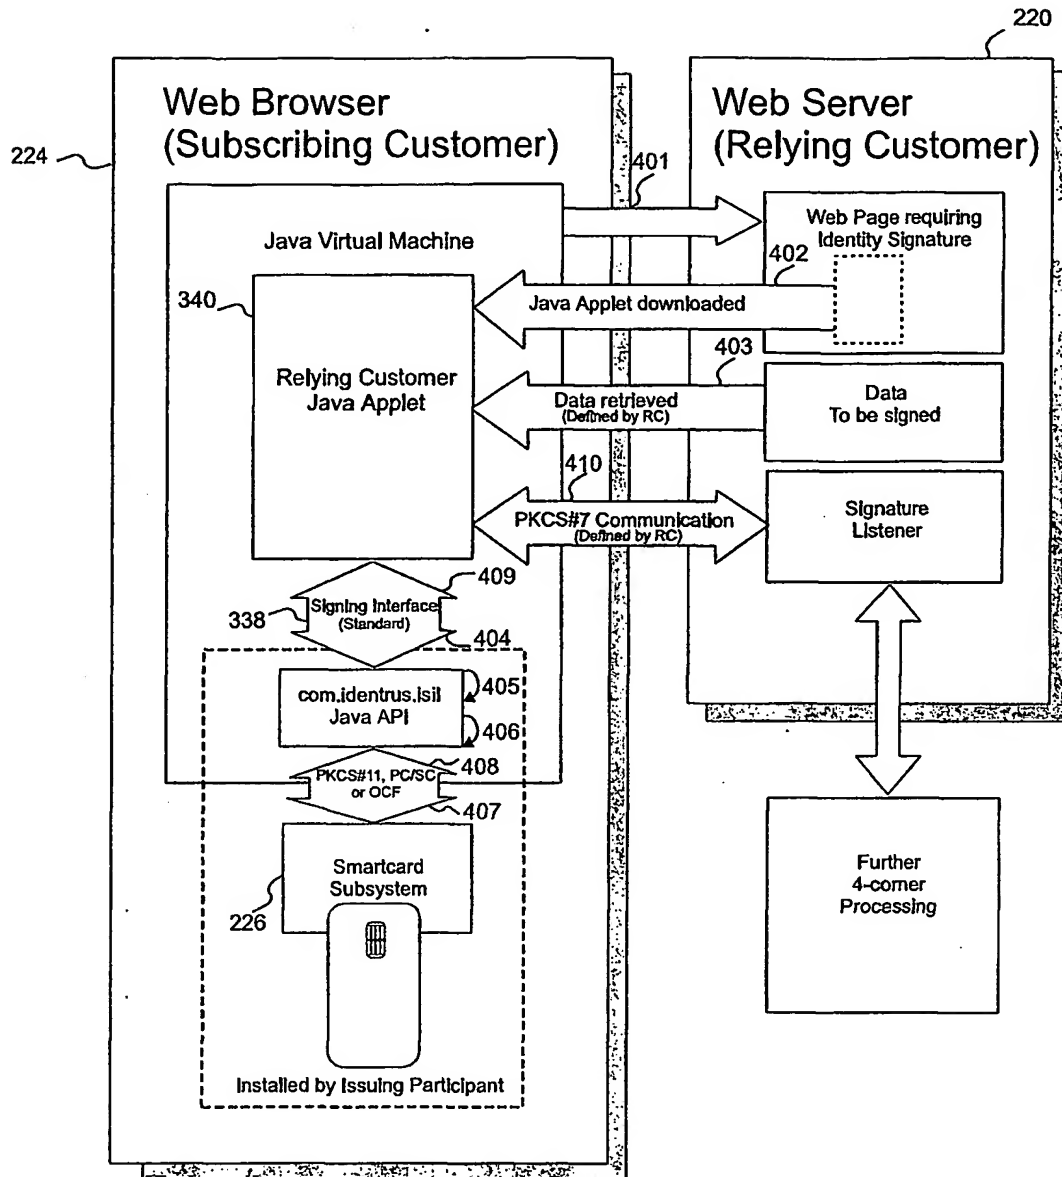 220
Web Browser
(Subscribing Customer)
Web Server
(Relying Customer)
224
401
Java Virtual Machine
Web Page requiring
Identity Signature
402
340
Java Applet downloaded
403
Relying Customer
Java Applet
Data retrieved
(Defined by RC)
Data
To be signed
410
PKCS#7 Communication
(Defined by RC)
Signature
Listener
409
338
Signing Interface
(Standard)
404
com.identrus.lsil
Java API
405
406
408
PKCS#11, PC/SC
or OCF
407
Smartcard
Subsystem
226
Further
4-corner
Processing
Installed by Issuing Participant